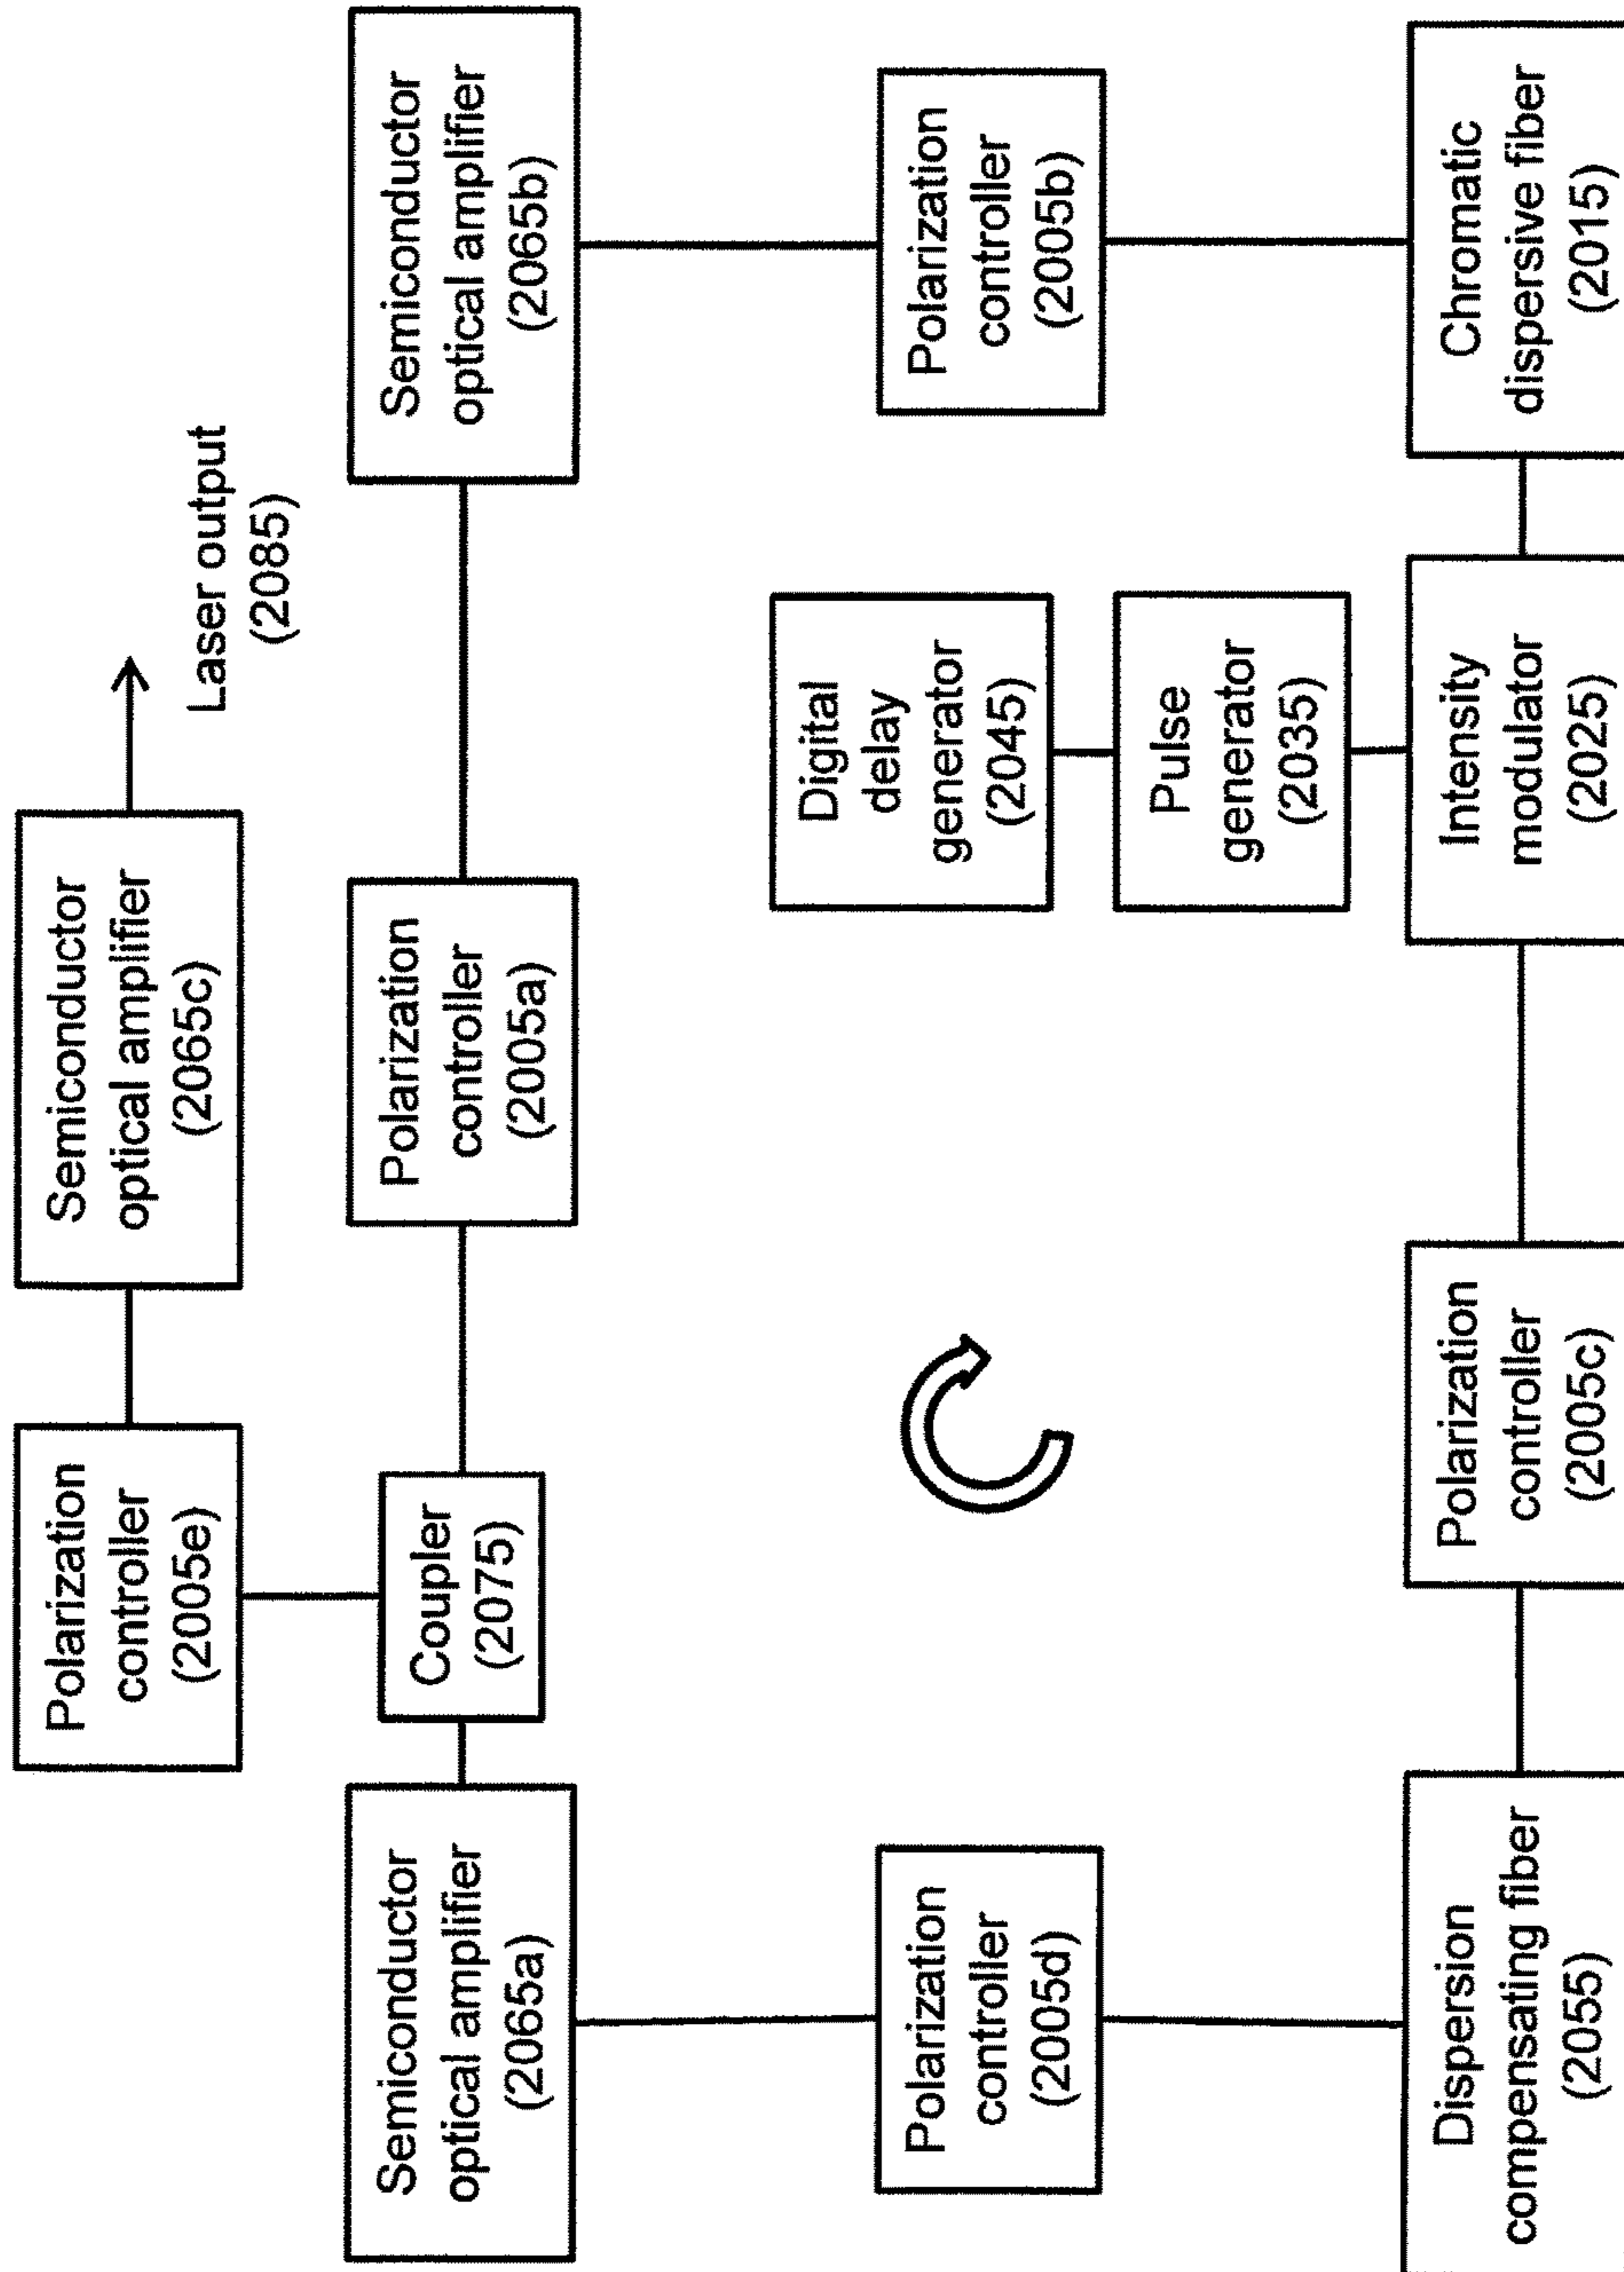 Polarization
controller
(2005e)
Semiconductor
optical amplifier
(2065c)
Laser output
(2085)
Semiconductor
optical amplifier
(2065a)
Coupler
(2075)
Polarization
controller
(2005a)
Semiconductor
optical amplifier
(2065b)
Polarization
controller
(2005d)
Digital
delay
generator
(2045)
Pulse
generator
(2035)
Polarization
controller
(2005b)
Dispersion
compensating fiber
(2055)
Polarization
controller
(2005c)
Intensity
modulator
(2025)
Chromatic
dispersive fiber
(2015)